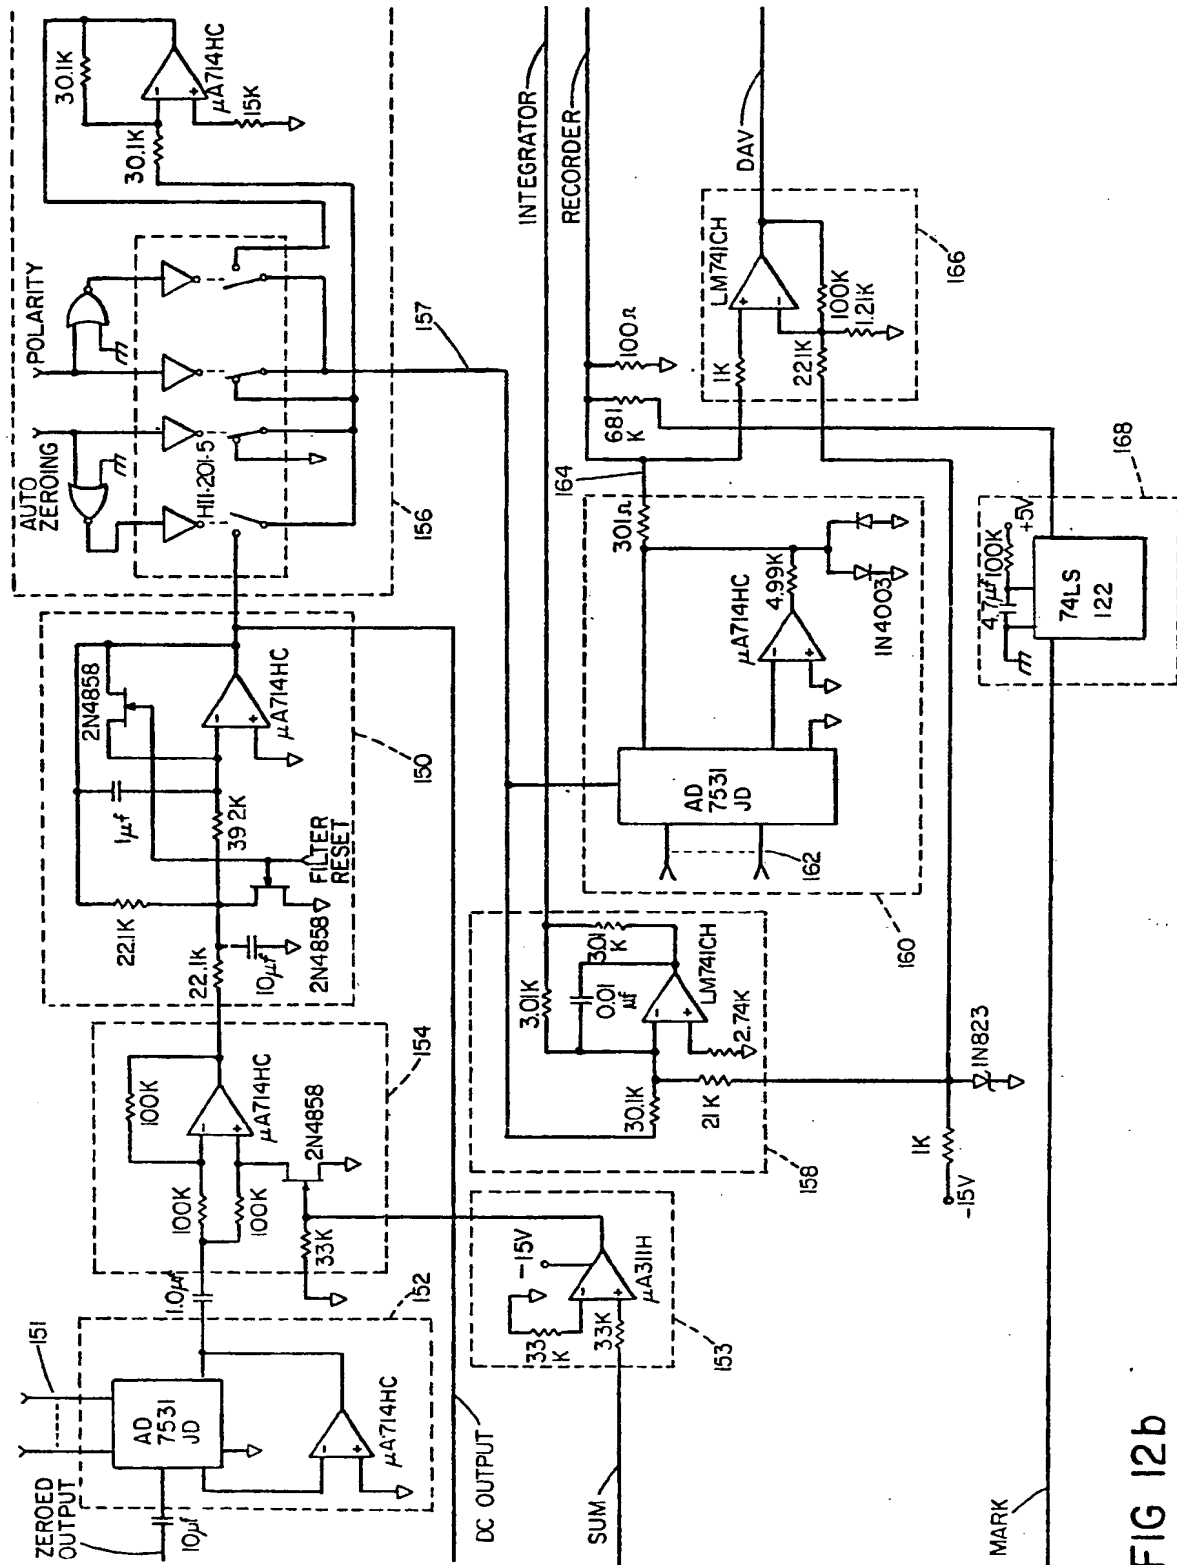 ZEROED
OUTPUT
10μf
151
AD
7531
JD
μA714HC
152
1.0μf
100K
100K
100K
μA714HC
2N4858
33K
154
22.1K
22.1K
10μf
2N4858
1μf
39.2K
FILTER
RESET
2N4858
μA714HC
150
AUTO
ZEROING
POLARITY
HI1-201-5
156
30.1K
30.1K
μA714HC
15K
157
DC OUTPUT
SUM
33
K
33K
-15V
μA311H
153
30.1K
21K
3.01K
0.01
μf
3.01
K
LM741CH
2.74K
158
INTEGRATOR
RECORDER
AD
7531
JD
162
μA714HC
4.99K
301Ω
1N4003
160
164
681
K
100Ω
1K
LM741CH
221K
100K
1.21K
DAV
166
-15V
1K
1N823
MARK
4.7μf
100K
+5V
74LS
122
168
FIG 12b